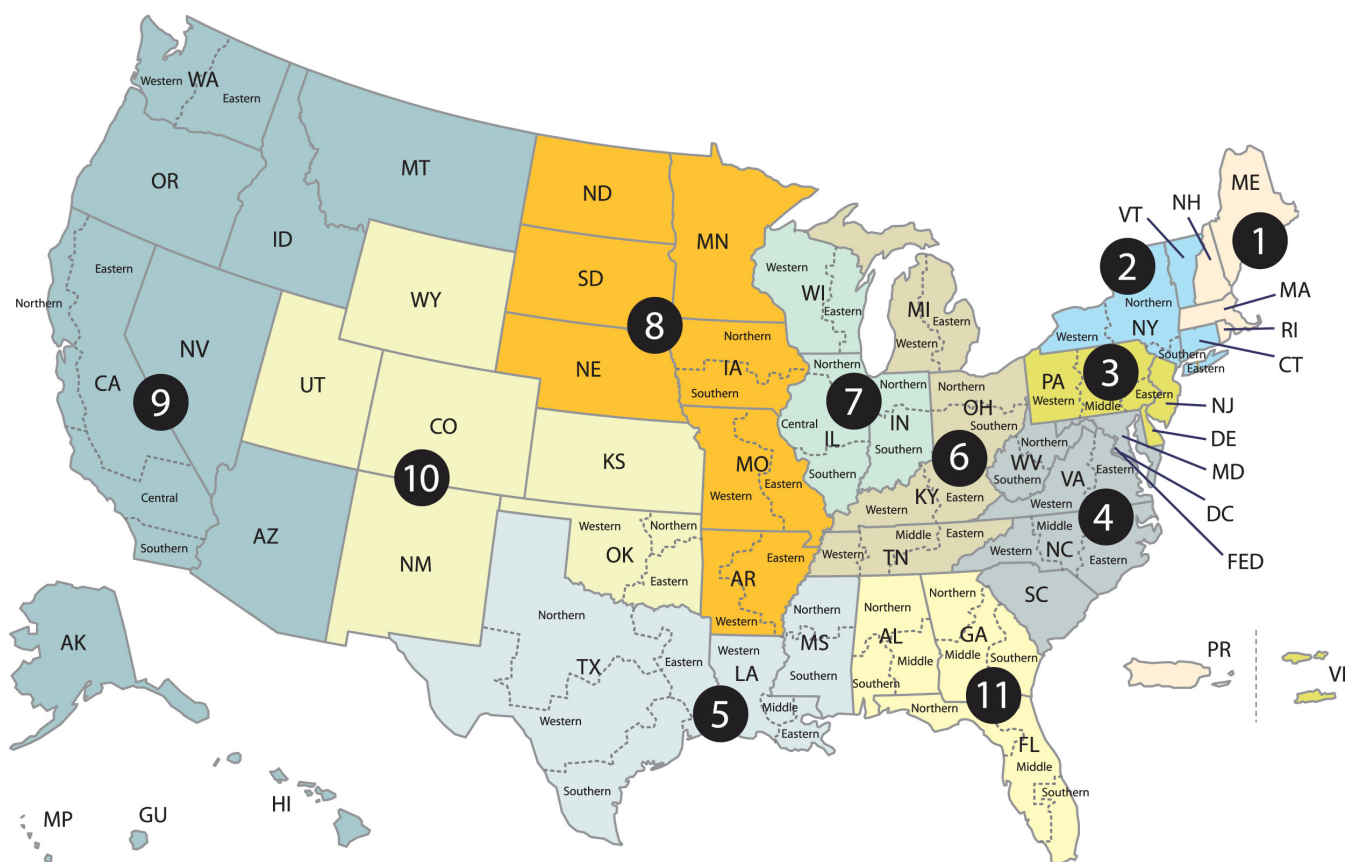 WA
Western
Eastern
OR
MT
ID
ND
MN
SD
WY
NE
8
Northern
IA
Southern
WI
Western
Eastern
MI
Western
Eastern
ME
NH
VT
1
2
MA
RI
CT
Northern
NY
Western
Southern
Eastern
Eastern
Northern
NV
CA
9
Central
Southern
UT
CO
10
KS
AZ
NM
Northern
7
Central
IL
Southern
Northern
IN
Southern
Northern
OH
Southern
6
PA
Western
3
Middle
Eastern
NJ
DE
MD
DC
FED
Northern
WV
Southern
VA
Eastern
Western
4
MO
Western
Eastern
KY
Western
Eastern
Western
Northern
OK
Eastern
Eastern
AR
Western
Western
Middle
TN
Eastern
Western
Middle
NC
Eastern
SC
Northern
TX
Eastern
Western
Southern
Western
LA
5
Middle
Eastern
Northern
MS
Southern
Northern
AL
Middle
Southern
Northern
GA
Middle
Southern
11
Northern
FL
Middle
Southern
AK
HI
GU
MP
PR
VI